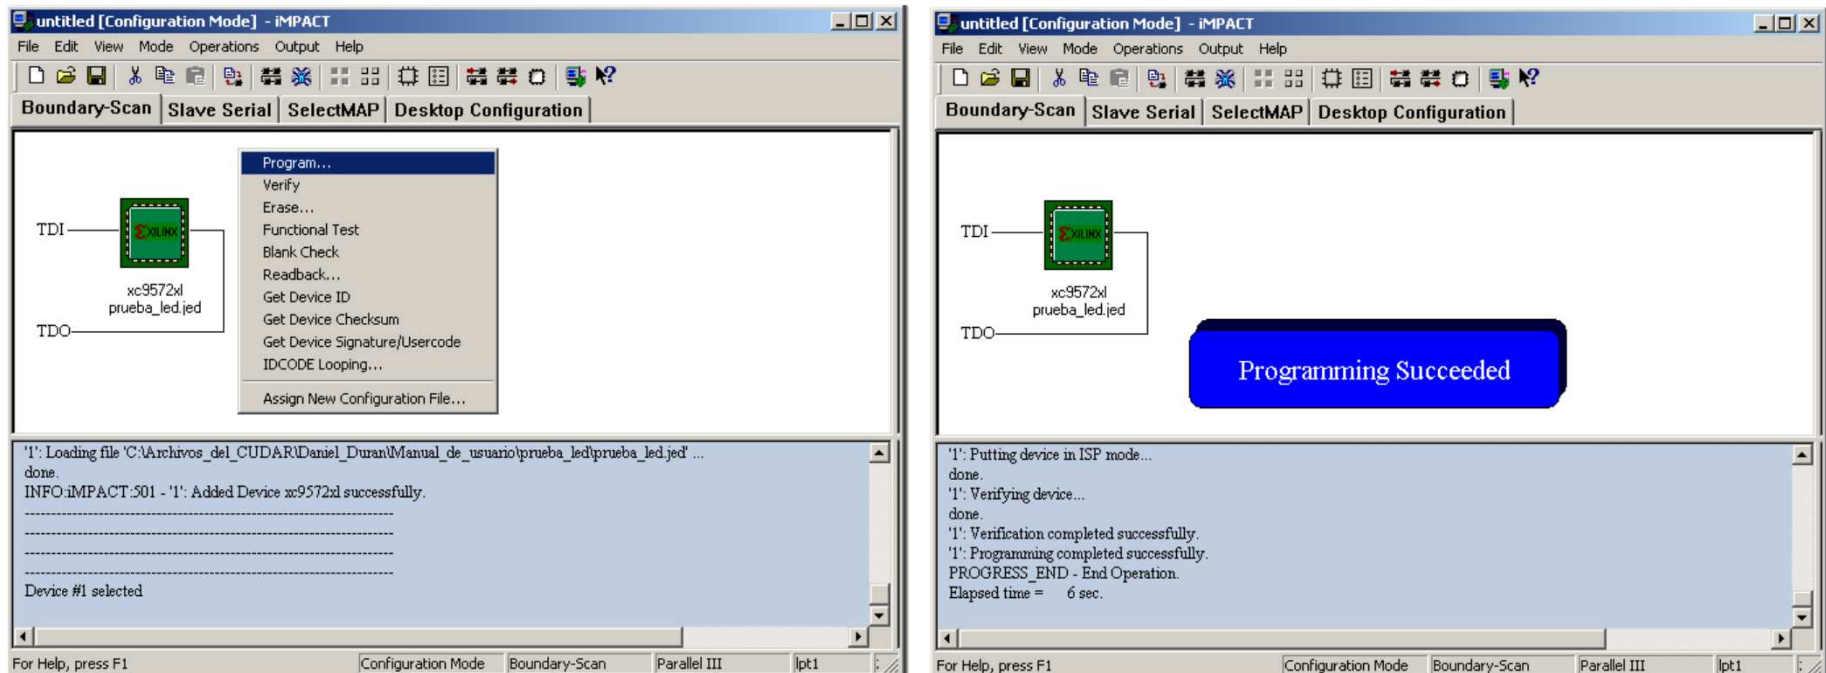 untitled [Configuration Mode] - iMPACT
File Edit View Mode Operations Output Help
Boundary-Scan Slave Serial SelectMAP Desktop Configuration
TDI
XILINX
xc9572xl
prueba_led.jed
TDO
Program...
Verify
Erase...
Functional Test
Blank Check
Readback...
Get Device ID
Get Device Checksum
Get Device Signature/Usercode
IDCODE Looping...
Assign New Configuration File...
'1': Loading file 'C:\Archivos_del_CUDAR\Daniel_Duran\Manual_de_usuario\prueba_led\prueba_led.jed' ...
done.
INFO:iMPACT:501 - '1': Added Device xc9572xl successfully.
----------------------------------------------------------------------
----------------------------------------------------------------------
----------------------------------------------------------------------
----------------------------------------------------------------------
Device #1 selected
For Help, press F1 Configuration Mode Boundary-Scan Parallel III lpt1
untitled [Configuration Mode] - iMPACT
File Edit View Mode Operations Output Help
Boundary-Scan Slave Serial SelectMAP Desktop Configuration
TDI
XILINX
xc9572xl
prueba_led.jed
TDO
Programming Succeeded
'1': Putting device in ISP mode...
done.
'1': Verifying device...
done.
'1': Verification completed successfully.
'1': Programming completed successfully.
PROGRESS_END - End Operation.
Elapsed time = 6 sec.
For Help, press F1 Configuration Mode Boundary-Scan Parallel III lpt1